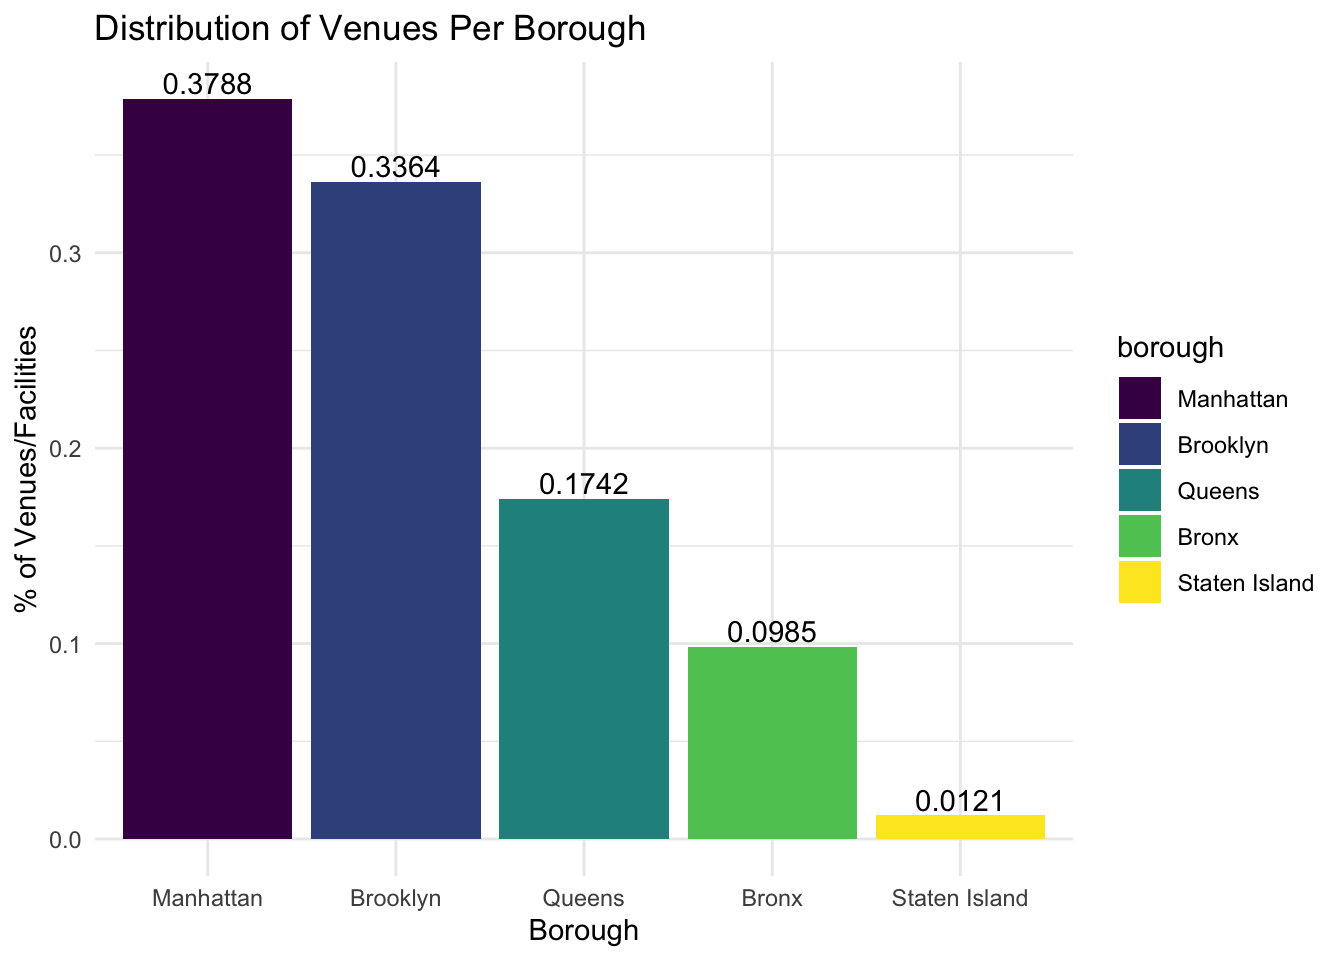 Distribution of Venues Per Borough
0.3788
0.3364
0.1742
0.0985
0.0121
0.3
0.2
0.1
0.0
% of Venues/Facilities
Manhattan Brooklyn Queens Bronx Staten Island
Borough
borough
Manhattan
Brooklyn
Queens
Bronx
Staten Island